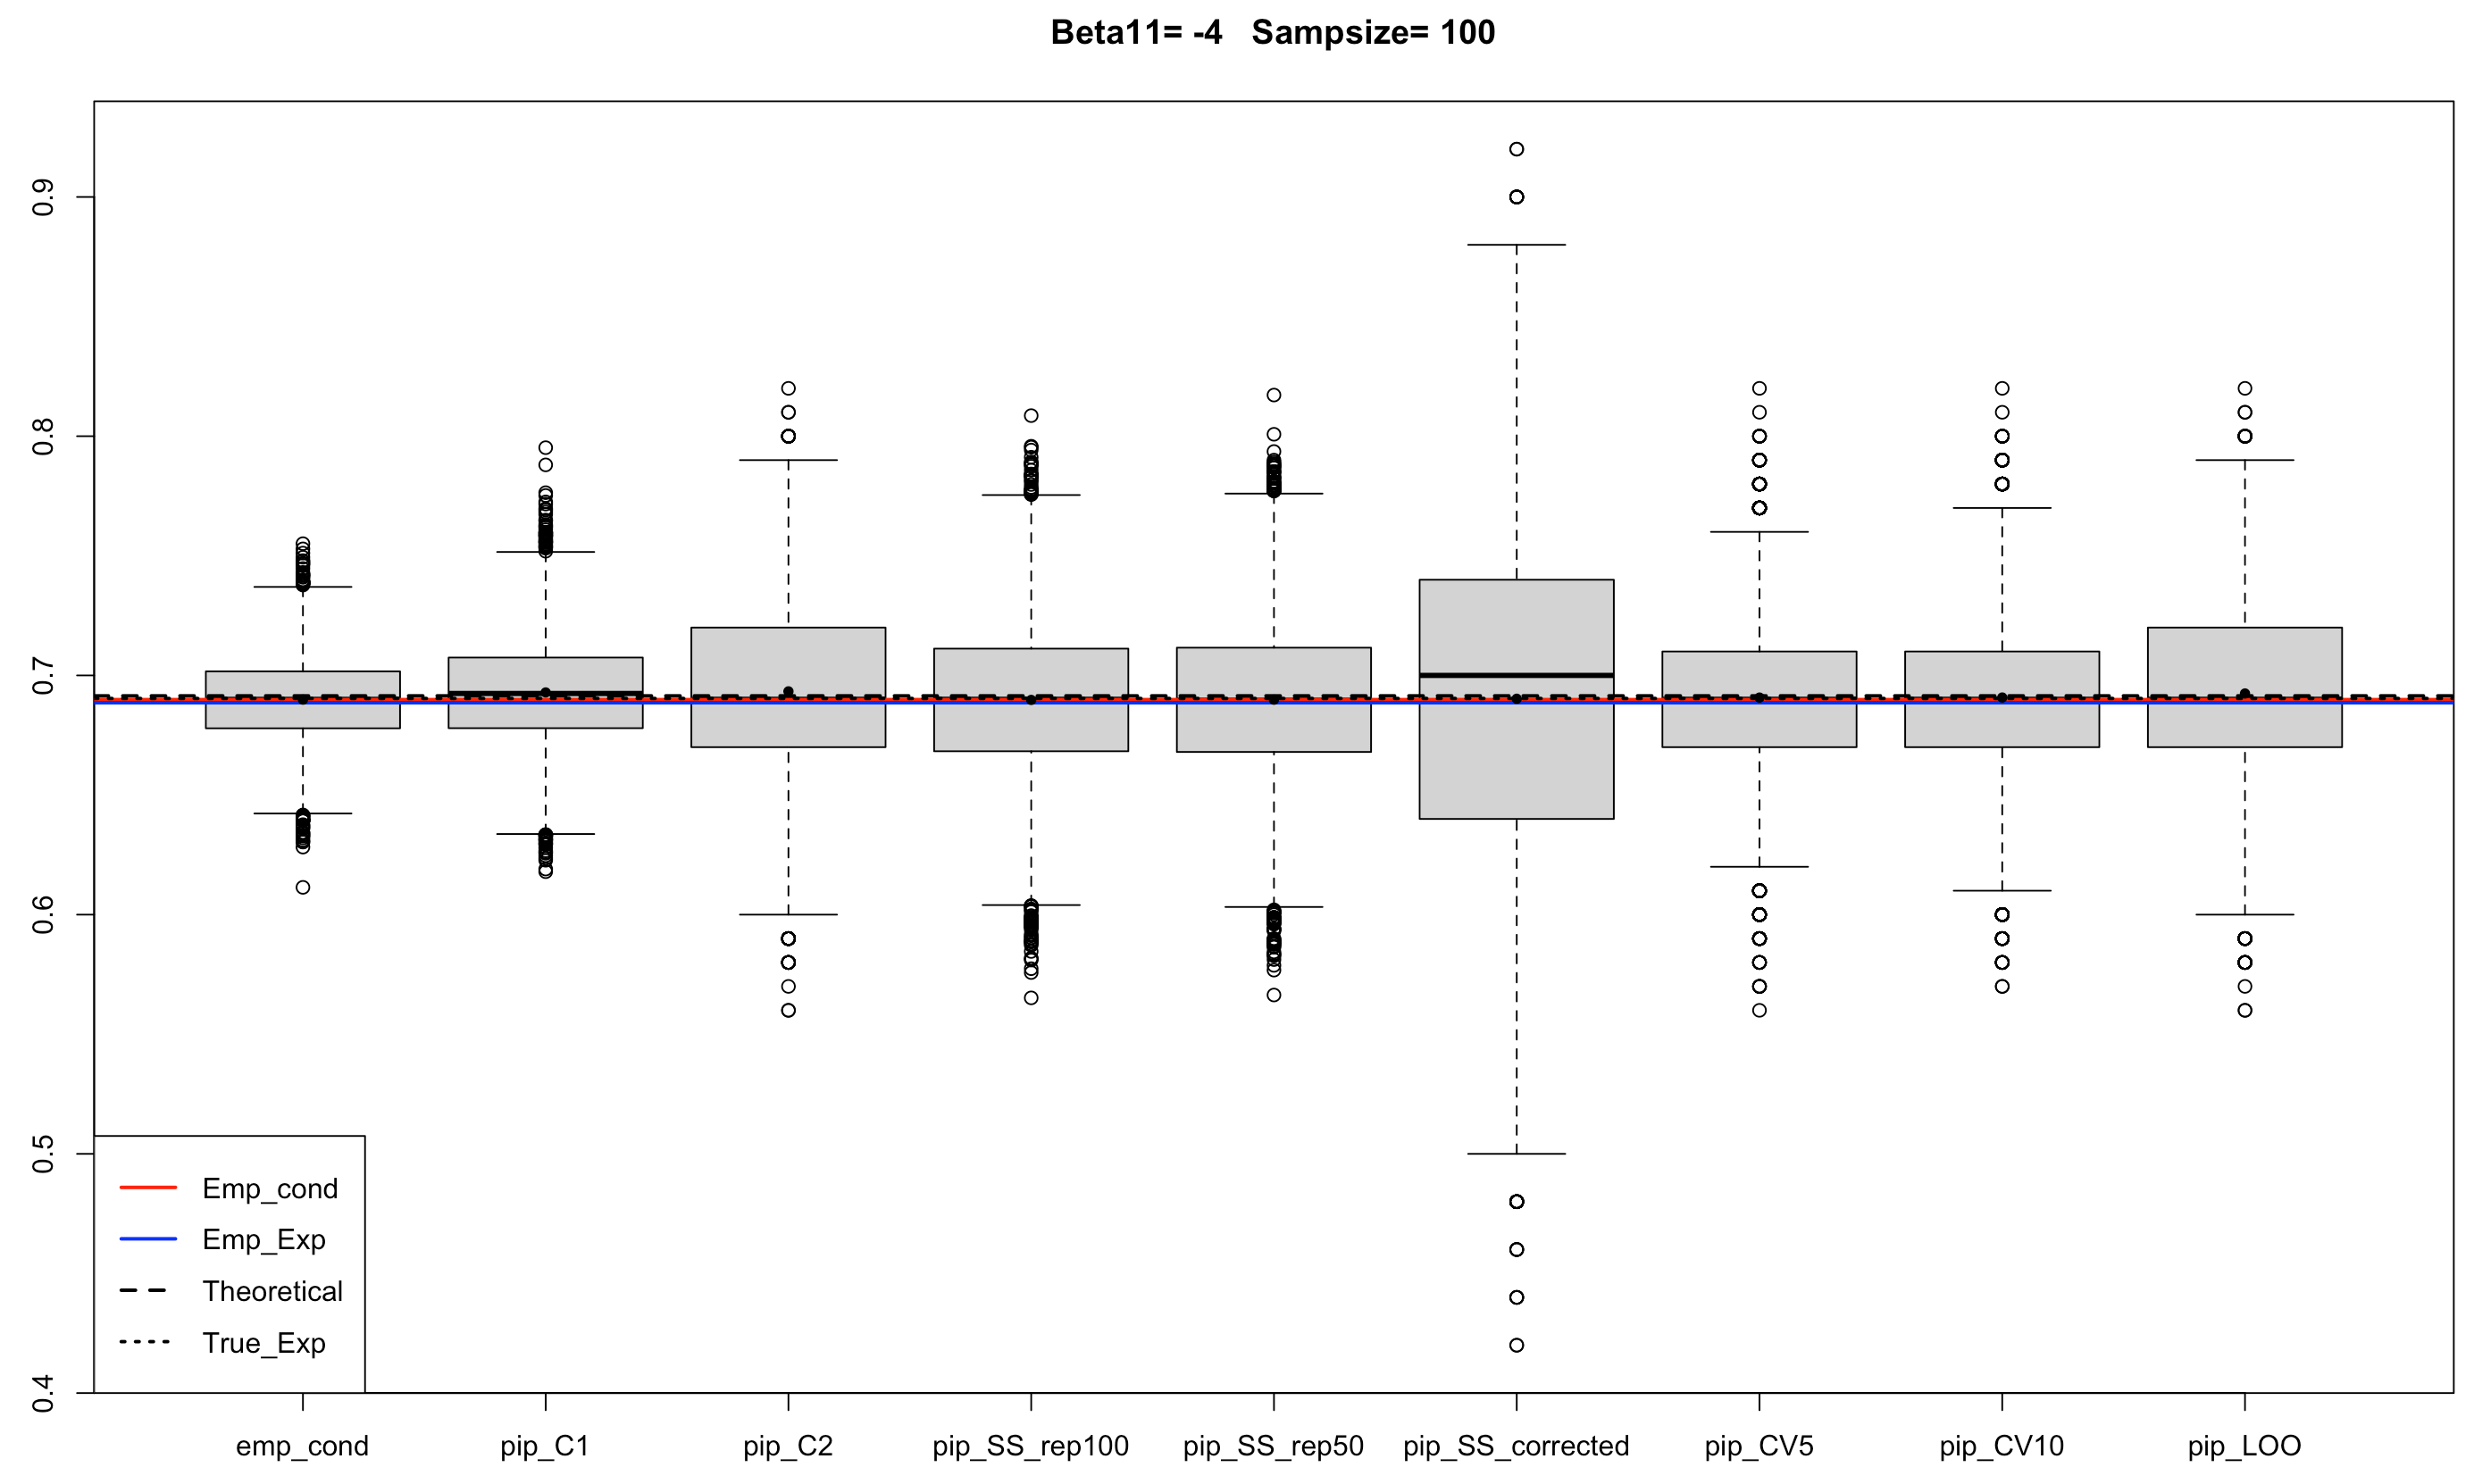 Beta11= -4   Sampsize= 100
0.9
0.8
0.7
0.6
0.5
0.4
Emp_cond
Emp_Exp
Theoretical
True_Exp
emp_cond pip_C1 pip_C2 pip_SS_rep100 pip_SS_rep50 pip_SS_corrected pip_CV5 pip_CV10 pip_LOO